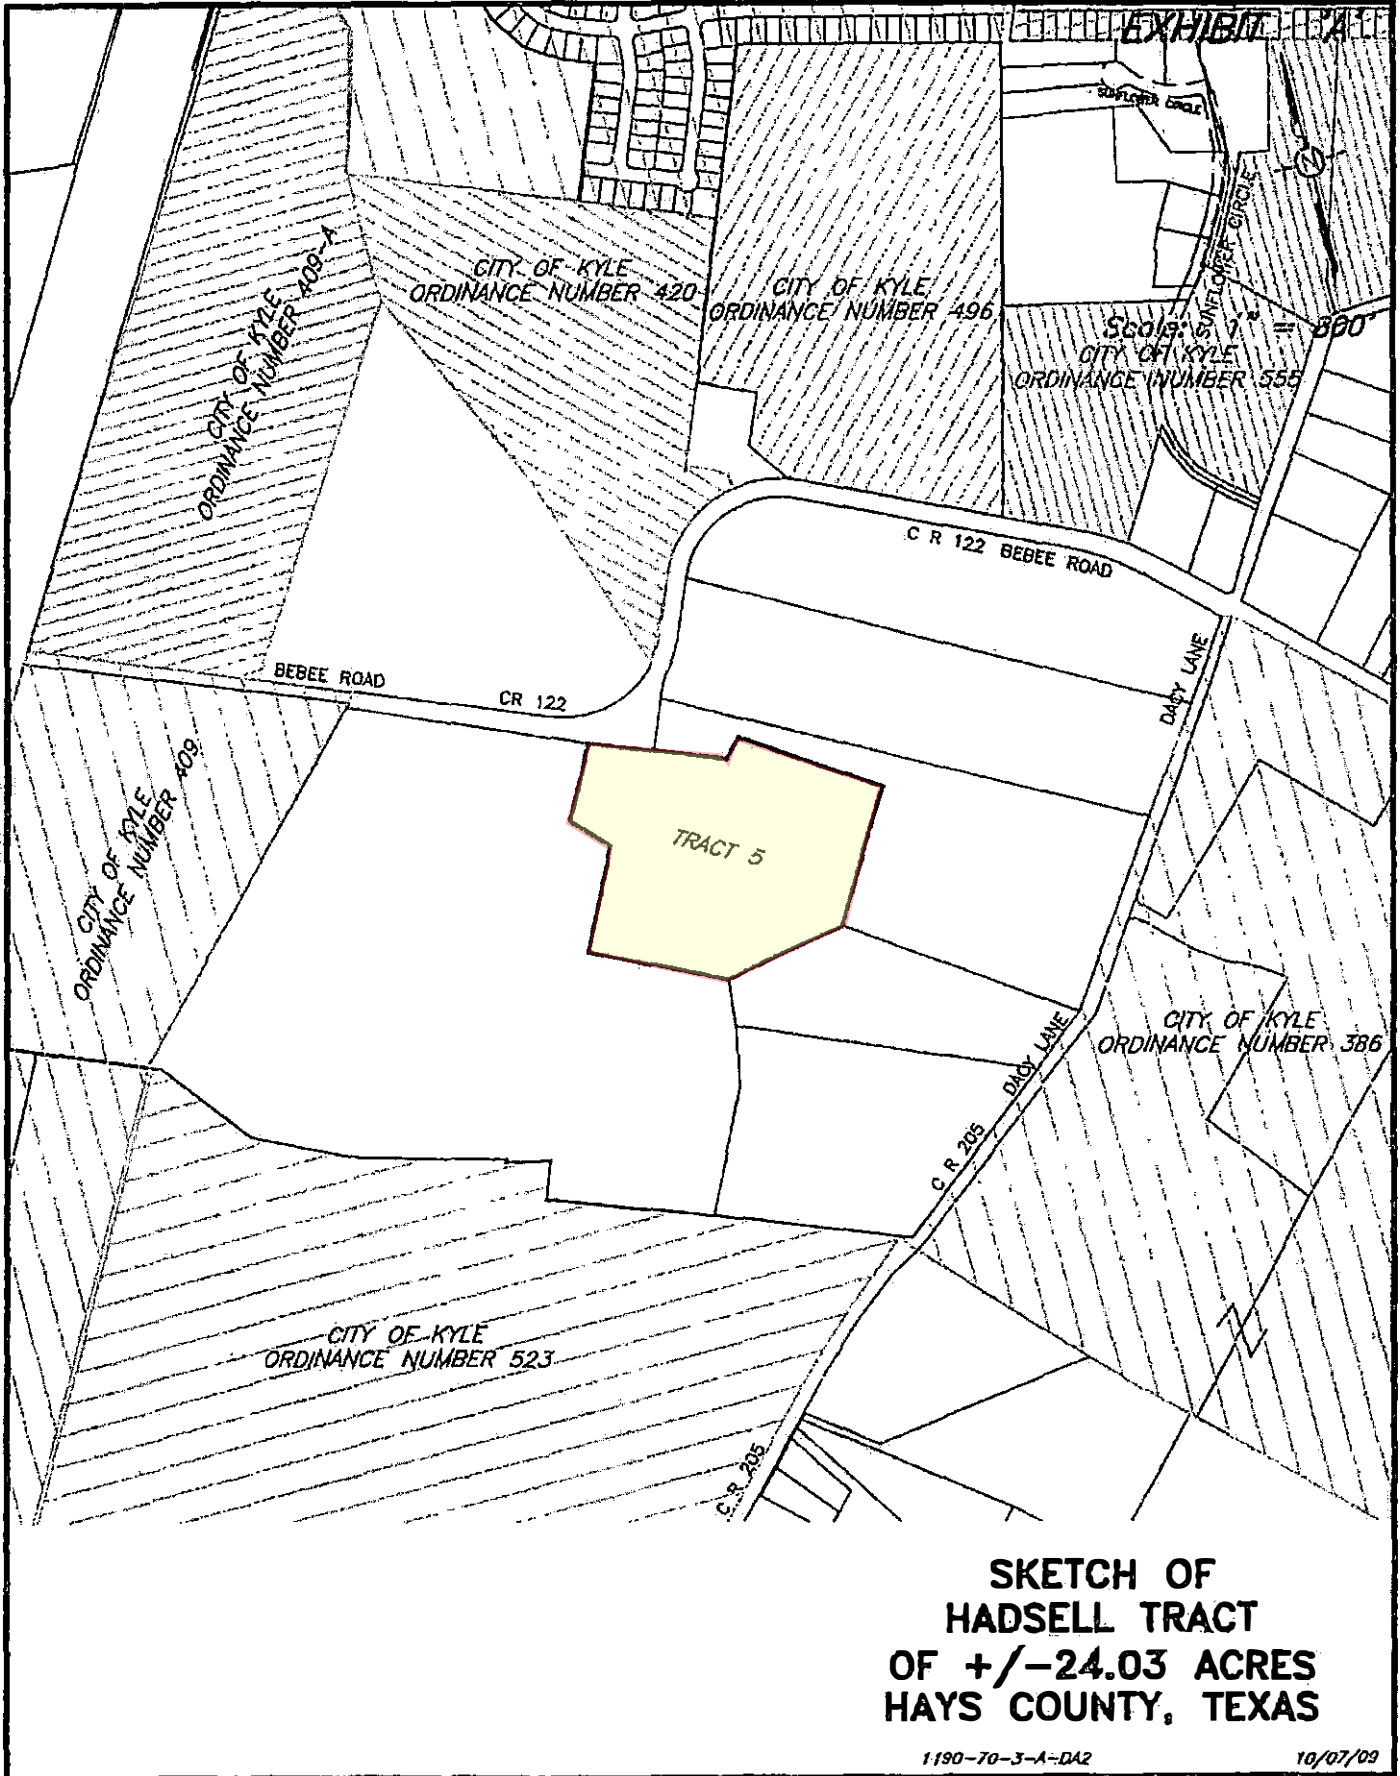 EXHIBIT "A"
SUNFLOWER CIRCLE
SUNFLOWER CIRCLE
N
Scale: 1" = 800'
CITY OF KYLE
ORDINANCE NUMBER 409-A
CITY OF KYLE
ORDINANCE NUMBER 420
CITY OF KYLE
ORDINANCE NUMBER 496
CITY OF KYLE
ORDINANCE NUMBER 555
C R 122 BEBEE ROAD
BEBEE ROAD
CR 122
DACY LANE
CITY OF KYLE
ORDINANCE NUMBER 409
TRACT 5
CITY OF KYLE
ORDINANCE NUMBER 386
DACY LANE
C R 205
CITY OF KYLE
ORDINANCE NUMBER 523
C R 205
SKETCH OF
HADSELL TRACT
OF +/-24.03 ACRES
HAYS COUNTY, TEXAS
1190-70-3-A-DA2
10/07/09